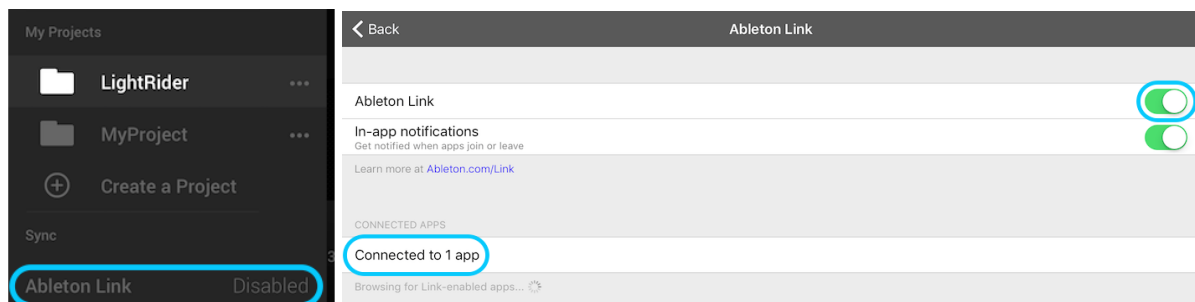 My Projects
LightRider
MyProject
Create a Project
Sync
Ableton Link Disabled
Back
Ableton Link
Ableton Link
In-app notifications
Get notified when apps join or leave
Learn more at Ableton.com/Link
CONNECTED APPS
Connected to 1 app
3
Browsing for Link-enabled apps...